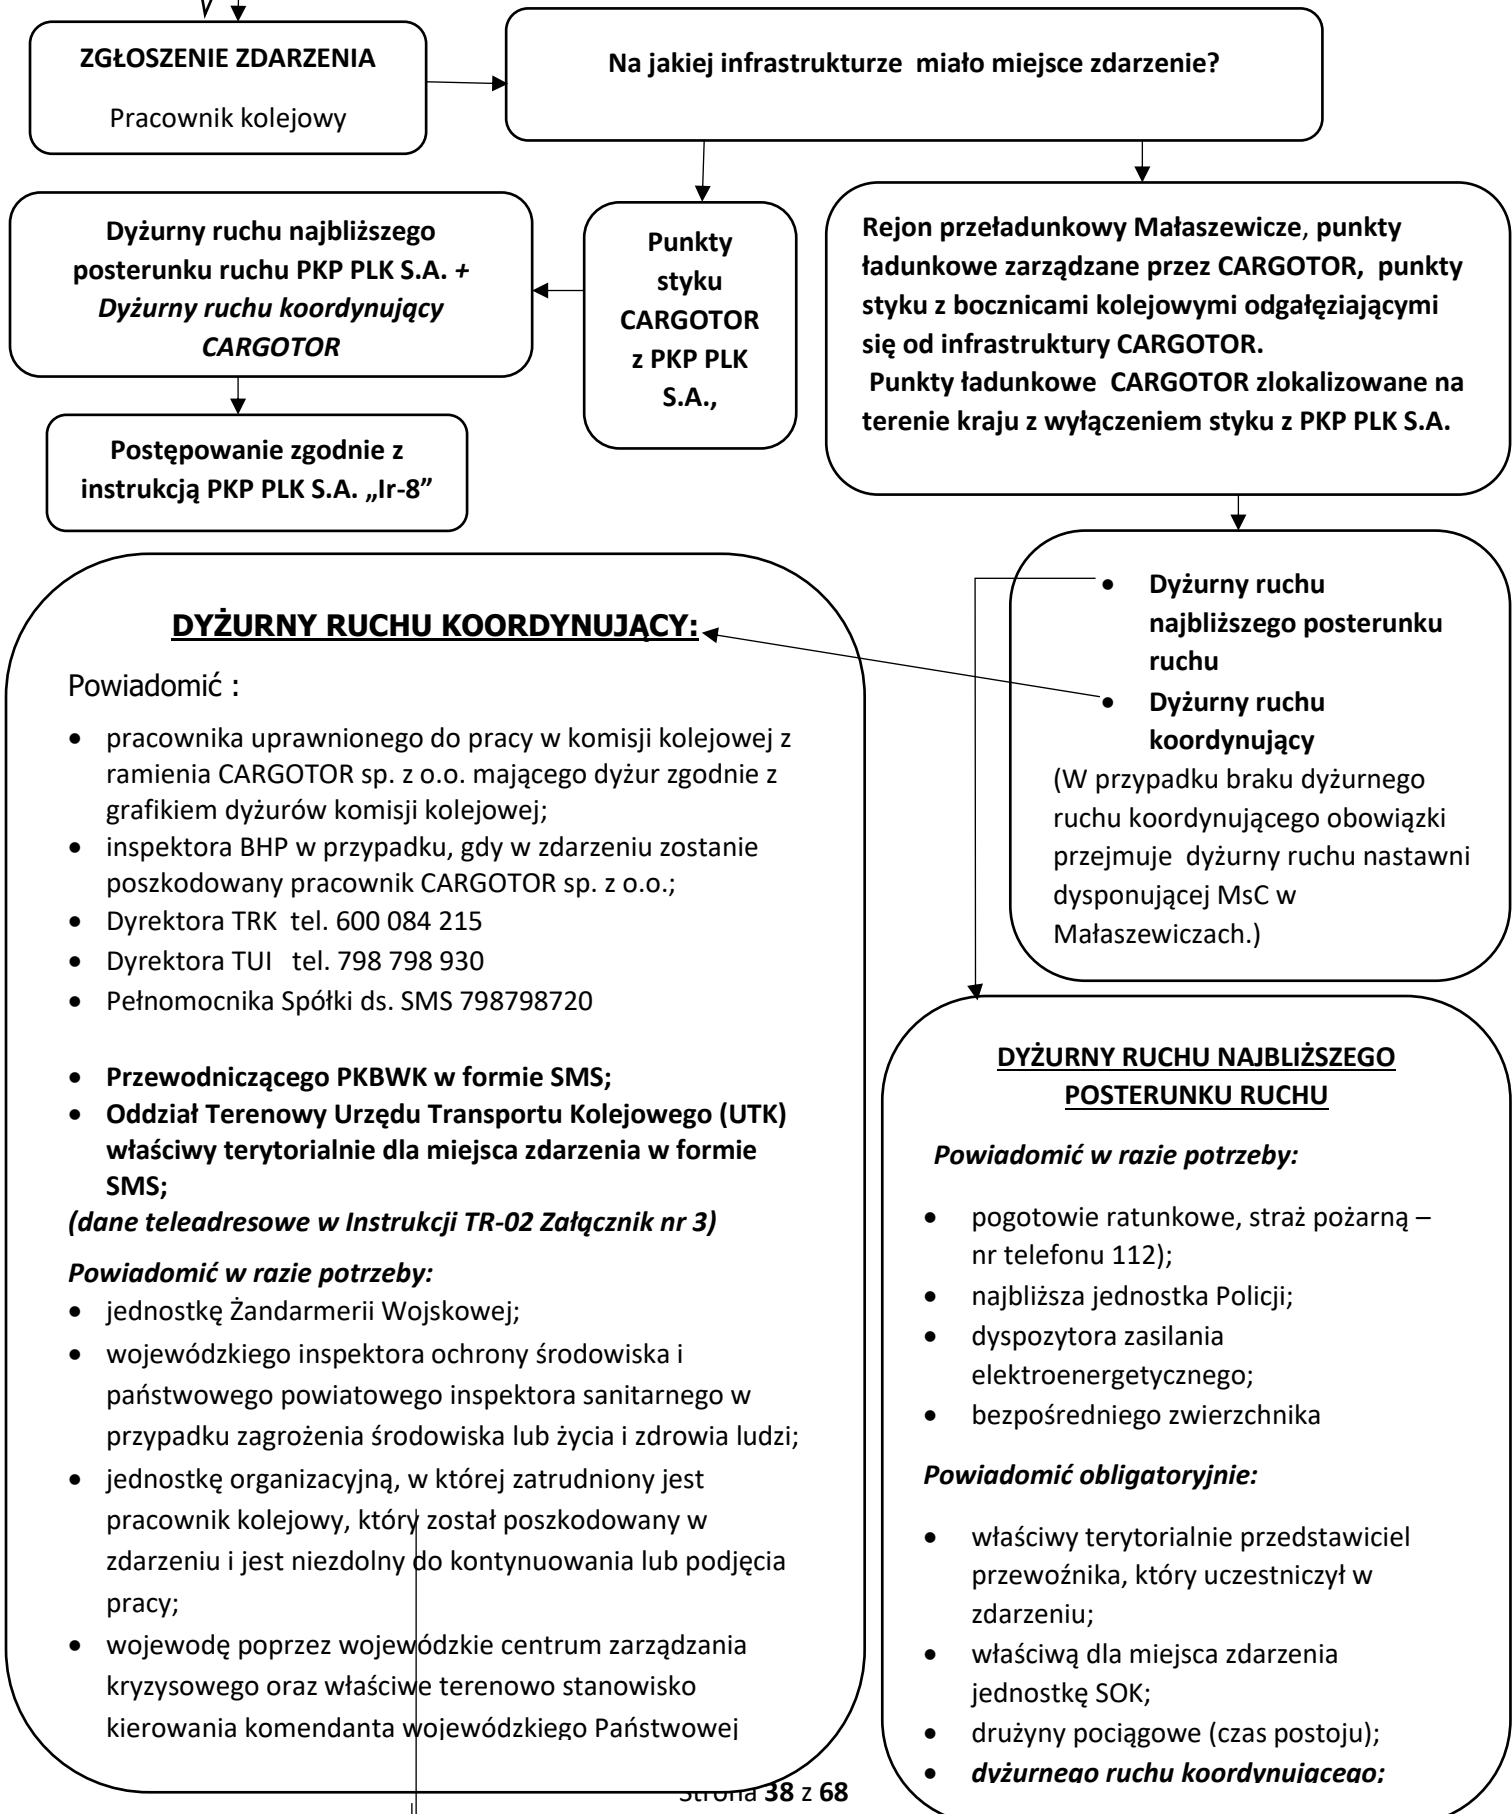 ZGŁOSZENIE ZDARZENIA
Pracownik kolejowy
Na jakiej infrastrukturze miało miejsce zdarzenie?
Dyżurny ruchu najbliższego
posterunku ruchu PKP PLK S.A. +
Dyżurny ruchu koordynujący
CARGOTOR
Punkty
styku
CARGOTOR
z PKP PLK
S.A.,
Rejon przeładunkowy Małaszewicze, punkty
ładunkowe zarządzane przez CARGOTOR, punkty
styku z bocznicami kolejowymi odgałęziającymi
się od infrastruktury CARGOTOR.
Punkty ładunkowe CARGOTOR zlokalizowane na
terenie kraju z wyłączeniem styku z PKP PLK S.A.
Postępowanie zgodnie z
instrukcją PKP PLK S.A. „Ir-8”
• Dyżurny ruchu
najbliższego posterunku
ruchu
• Dyżurny ruchu
koordynujący
(W przypadku braku dyżurnego
ruchu koordynującego obowiązki
przejmuje dyżurny ruchu nastawni
dysponującej MsC w
Małaszewiczach.)
DYŻURNY RUCHU KOORDYNUJĄCY:
Powiadomić :
• pracownika uprawnionego do pracy w komisji kolejowej z
ramienia CARGOTOR sp. z o.o. mającego dyżur zgodnie z
grafikiem dyżurów komisji kolejowej;
• inspektora BHP w przypadku, gdy w zdarzeniu zostanie
poszkodowany pracownik CARGOTOR sp. z o.o.;
• Dyrektora TRK tel. 600 084 215
• Dyrektora TUI tel. 798 798 930
• Pełnomocnika Spółki ds. SMS 798798720
• Przewodniczącego PKBWK w formie SMS;
• Oddział Terenowy Urzędu Transportu Kolejowego (UTK)
właściwy terytorialnie dla miejsca zdarzenia w formie
SMS;
(dane teleadresowe w Instrukcji TR-02 Załącznik nr 3)
Powiadomić w razie potrzeby:
• jednostkę Żandarmerii Wojskowej;
• wojewódzkiego inspektora ochrony środowiska i
państwowego powiatowego inspektora sanitarnego w
przypadku zagrożenia środowiska lub życia i zdrowia ludzi;
• jednostkę organizacyjną, w której zatrudniony jest
pracownik kolejowy, który został poszkodowany w
zdarzeniu i jest niezdolny do kontynuowania lub podjęcia
pracy;
• wojewodę poprzez wojewódzkie centrum zarządzania
kryzysowego oraz właściwe terenowo stanowisko
kierowania komendanta wojewódzkiego Państwowej
DYŻURNY RUCHU NAJBLIŻSZEGO
POSTERUNKU RUCHU
Powiadomić w razie potrzeby:
• pogotowie ratunkowe, straż pożarną –
nr telefonu 112);
• najbliższa jednostka Policji;
• dyspozytora zasilania
elektroenergetycznego;
• bezpośredniego zwierzchnika
Powiadomić obligatoryjnie:
• właściwy terytorialnie przedstawiciel
przewoźnika, który uczestniczył w
zdarzeniu;
• właściwą dla miejsca zdarzenia
jednostkę SOK;
• drużyny pociągowe (czas postoju);
• dyżurnego ruchu koordynującego;
Strona 38 z 68